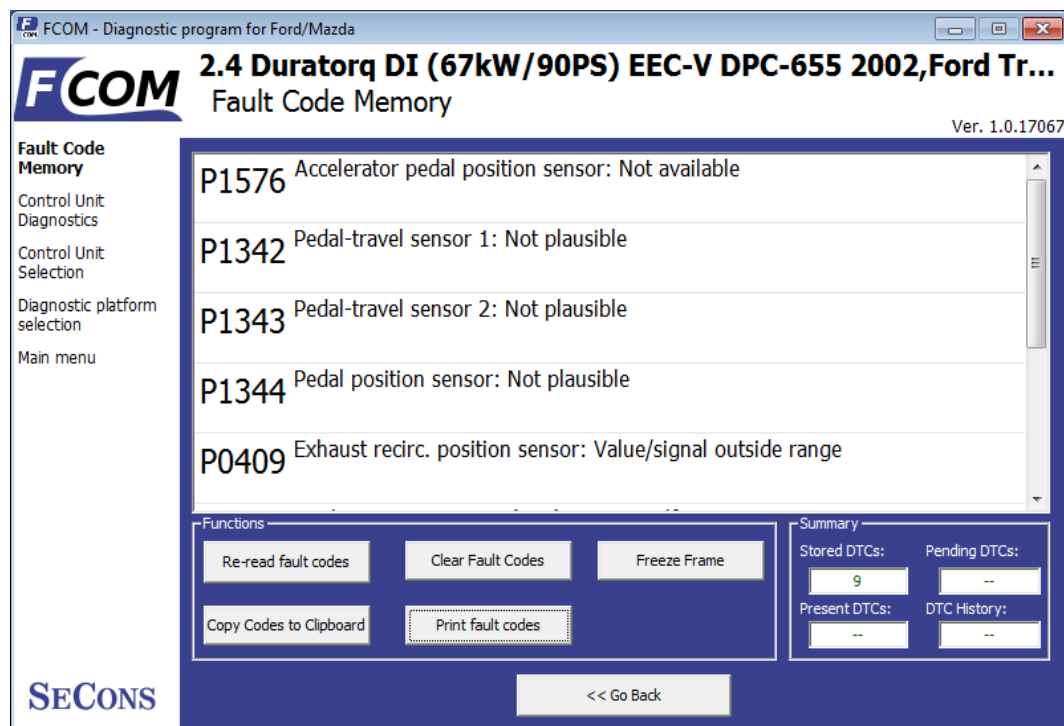 FCOM - Diagnostic program for Ford/Mazda
FCOM
2.4 Duratorq DI (67kW/90PS) EEC-V DPC-655 2002,Ford Tr...
Fault Code Memory
Ver. 1.0.17067
Fault Code
Memory
Control Unit
Diagnostics
Control Unit
Selection
Diagnostic platform
selection
Main menu
P1576 Accelerator pedal position sensor: Not available
P1342 Pedal-travel sensor 1: Not plausible
P1343 Pedal-travel sensor 2: Not plausible
P1344 Pedal position sensor: Not plausible
P0409 Exhaust recirc. position sensor: Value/signal outside range
Functions
Re-read fault codes
Clear Fault Codes
Freeze Frame
Copy Codes to Clipboard
Print fault codes
Summary
Stored DTCs:
Pending DTCs:
9
--
Present DTCs:
DTC History:
--
--
SECONS
<< Go Back